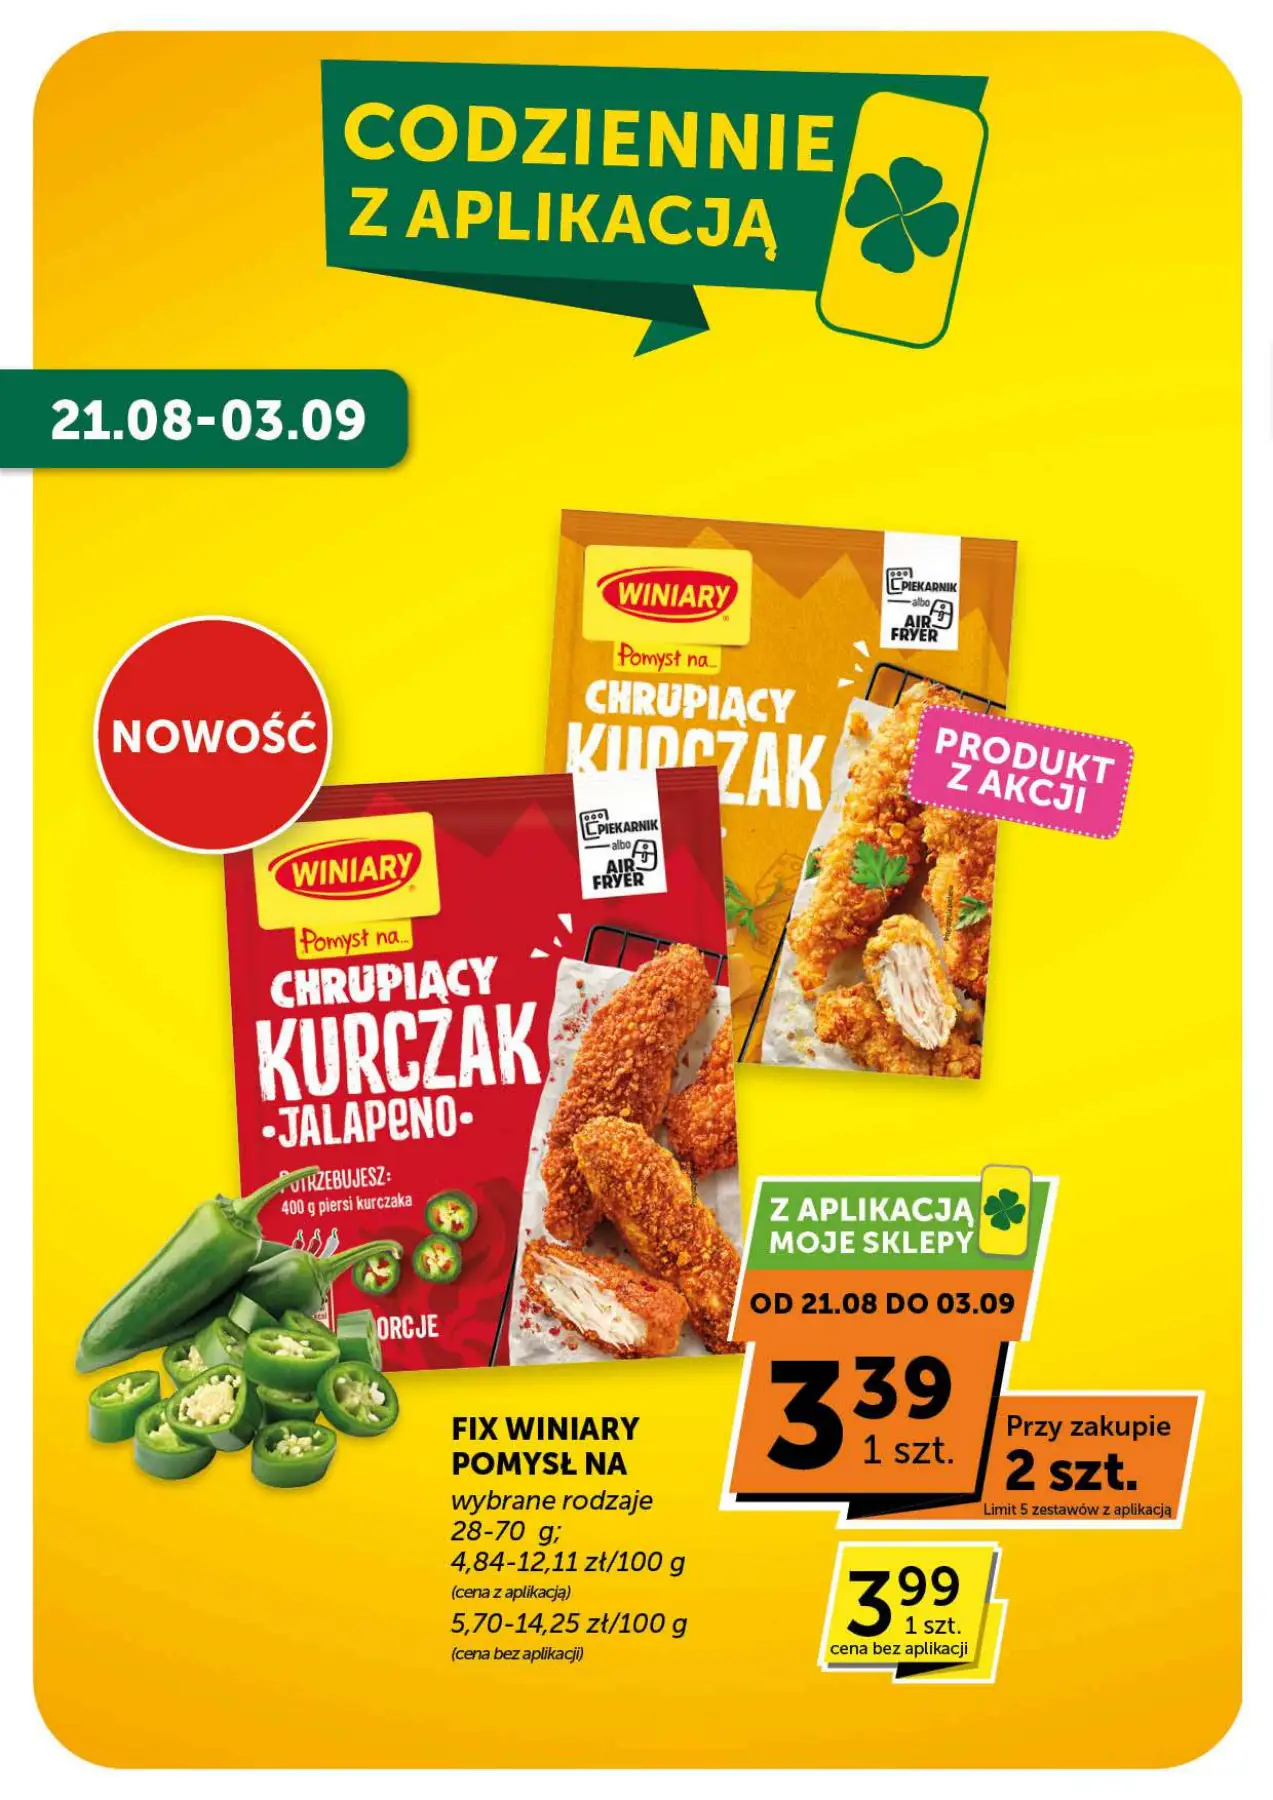 CODZIENNIE
Z APLIKACJĄ
21.08-03.09
NOWOŚĆ
WINIARY
Pomysł na...
CHRUPIĄCY
KURCZAK
PIEKARNIK
albo
AIR
FRYER
PRODUKT
Z AKCJI
WINIARY
Pomysł na...
CHRUPIĄCY
KURCZAK
•JALAPENO•
POTRZEBUJESZ:
400 g piersi kurczaka
PIEKARNIK
albo
AIR
FRYER
ORCJE
Z APLIKACJĄ
MOJE SKLEPY
OD 21.08 DO 03.09
3 39
1 szt.
Przy zakupie
2 szt.
Limit 5 zestawów z aplikacją
3 99
1 szt.
cena bez aplikacji
FIX WINIARY
POMYSŁ NA
wybrane rodzaje
28-70 g;
4,84-12,11 zł/100 g
(cena z aplikacją)
5,70-14,25 zł/100 g
(cena bez aplikacji)